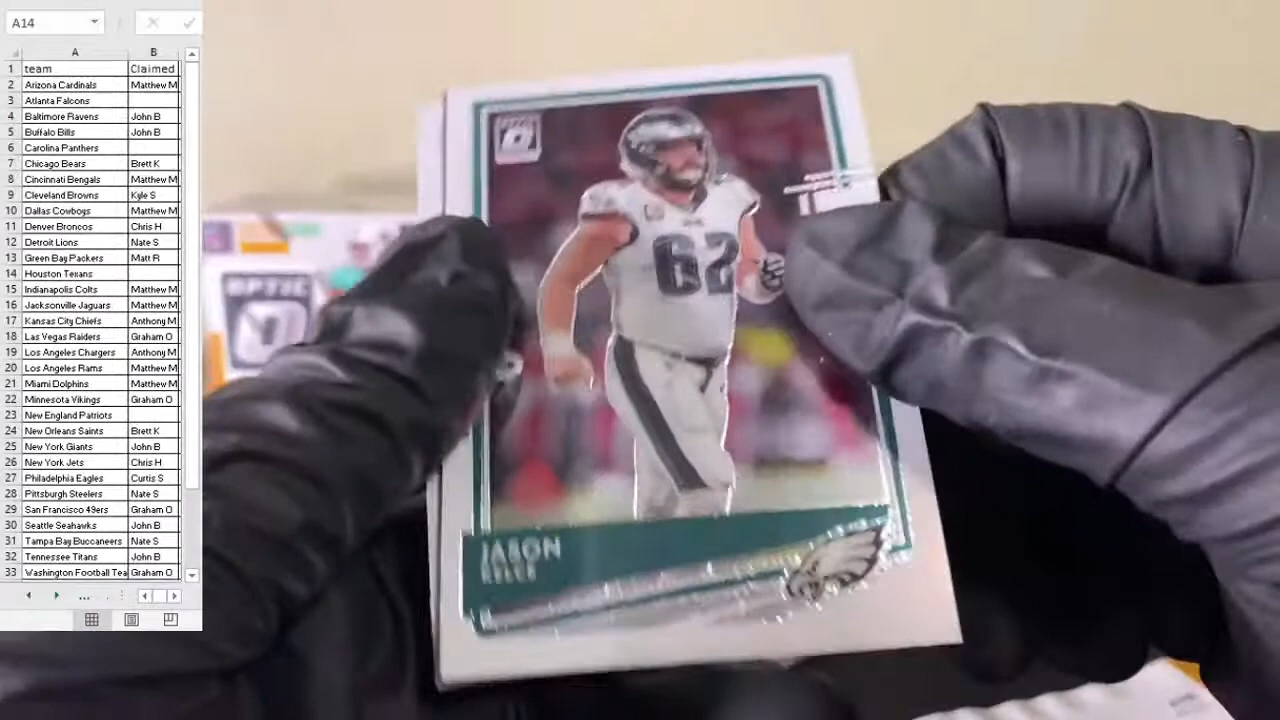 A14
A B
1 team Claimed
2 Arizona Cardinals Matthew M
3 Atlanta Falcons
4 Baltimore Ravens John B
5 Buffalo Bills John B
6 Carolina Panthers
7 Chicago Bears Brett K
8 Cincinnati Bengals Matthew M
9 Cleveland Browns Kyle S
10 Dallas Cowboys Matthew M
11 Denver Broncos Chris H
12 Detroit Lions Nate S
13 Green Bay Packers Matt R
14 Houston Texans
15 Indianapolis Colts Matthew M
16 Jacksonville Jaguars Matthew M
17 Kansas City Chiefs Anthony M
18 Las Vegas Raiders Graham O
19 Los Angeles Chargers Anthony M
20 Los Angeles Rams Matthew M
21 Miami Dolphins Matthew M
22 Minnesota Vikings Graham O
23 New England Patriots
24 New Orleans Saints Brett K
25 New York Giants John B
26 New York Jets Chris H
27 Philadelphia Eagles Curtis S
28 Pittsburgh Steelers Nate S
29 San Francisco 49ers Graham O
30 Seattle Seahawks John B
31 Tampa Bay Buccaneers Nate S
32 Tennessee Titans John B
33 Washington Football Tea Graham O
OPTIC
62
JASON
KELCE
OPTIC